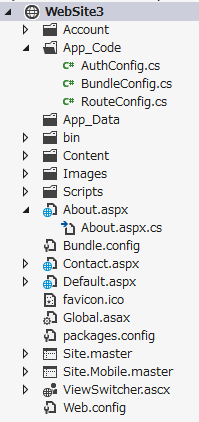 WebSite3
Account
App_Code
C# AuthConfig.cs
C# BundleConfig.cs
C# RouteConfig.cs
App_Data
bin
Content
Images
Scripts
About.aspx
About.aspx.cs
Bundle.config
Contact.aspx
Default.aspx
favicon.ico
Global.asax
packages.config
Site.master
Site.Mobile.master
ViewSwitcher.ascx
Web.config